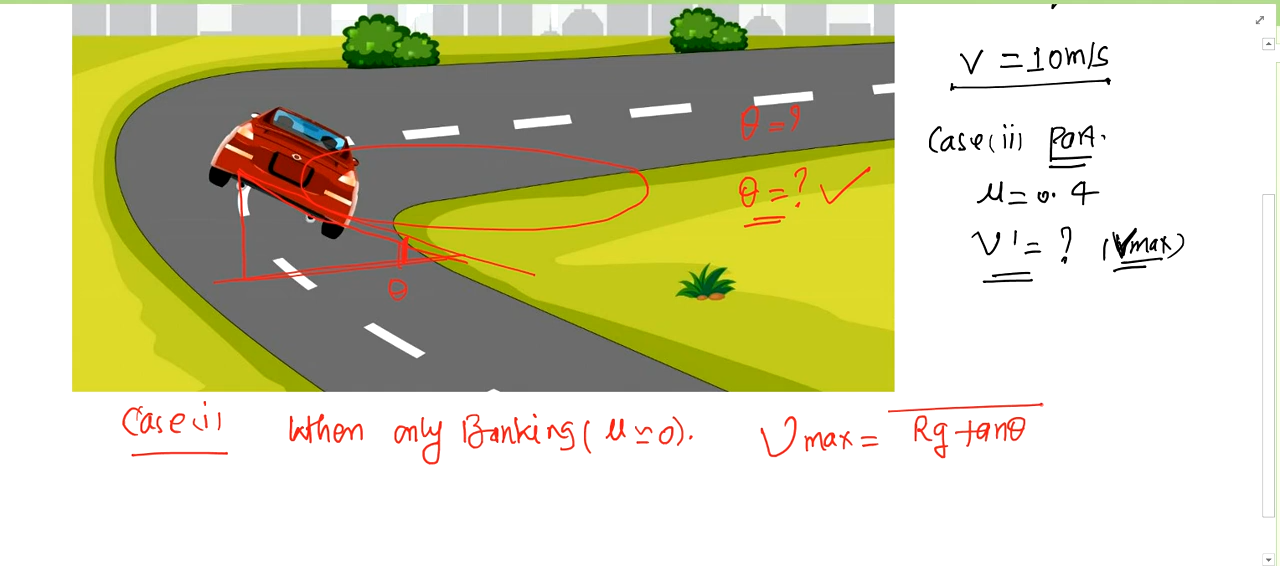 V = 10m/s
Case(ii) Part.
μ = 0.4
V' = ? (Vmax)
θ = ?
θ = ? ✓
θ
Case(i) When only Banking (μ ≃ 0). Vmax = Rg tanθ